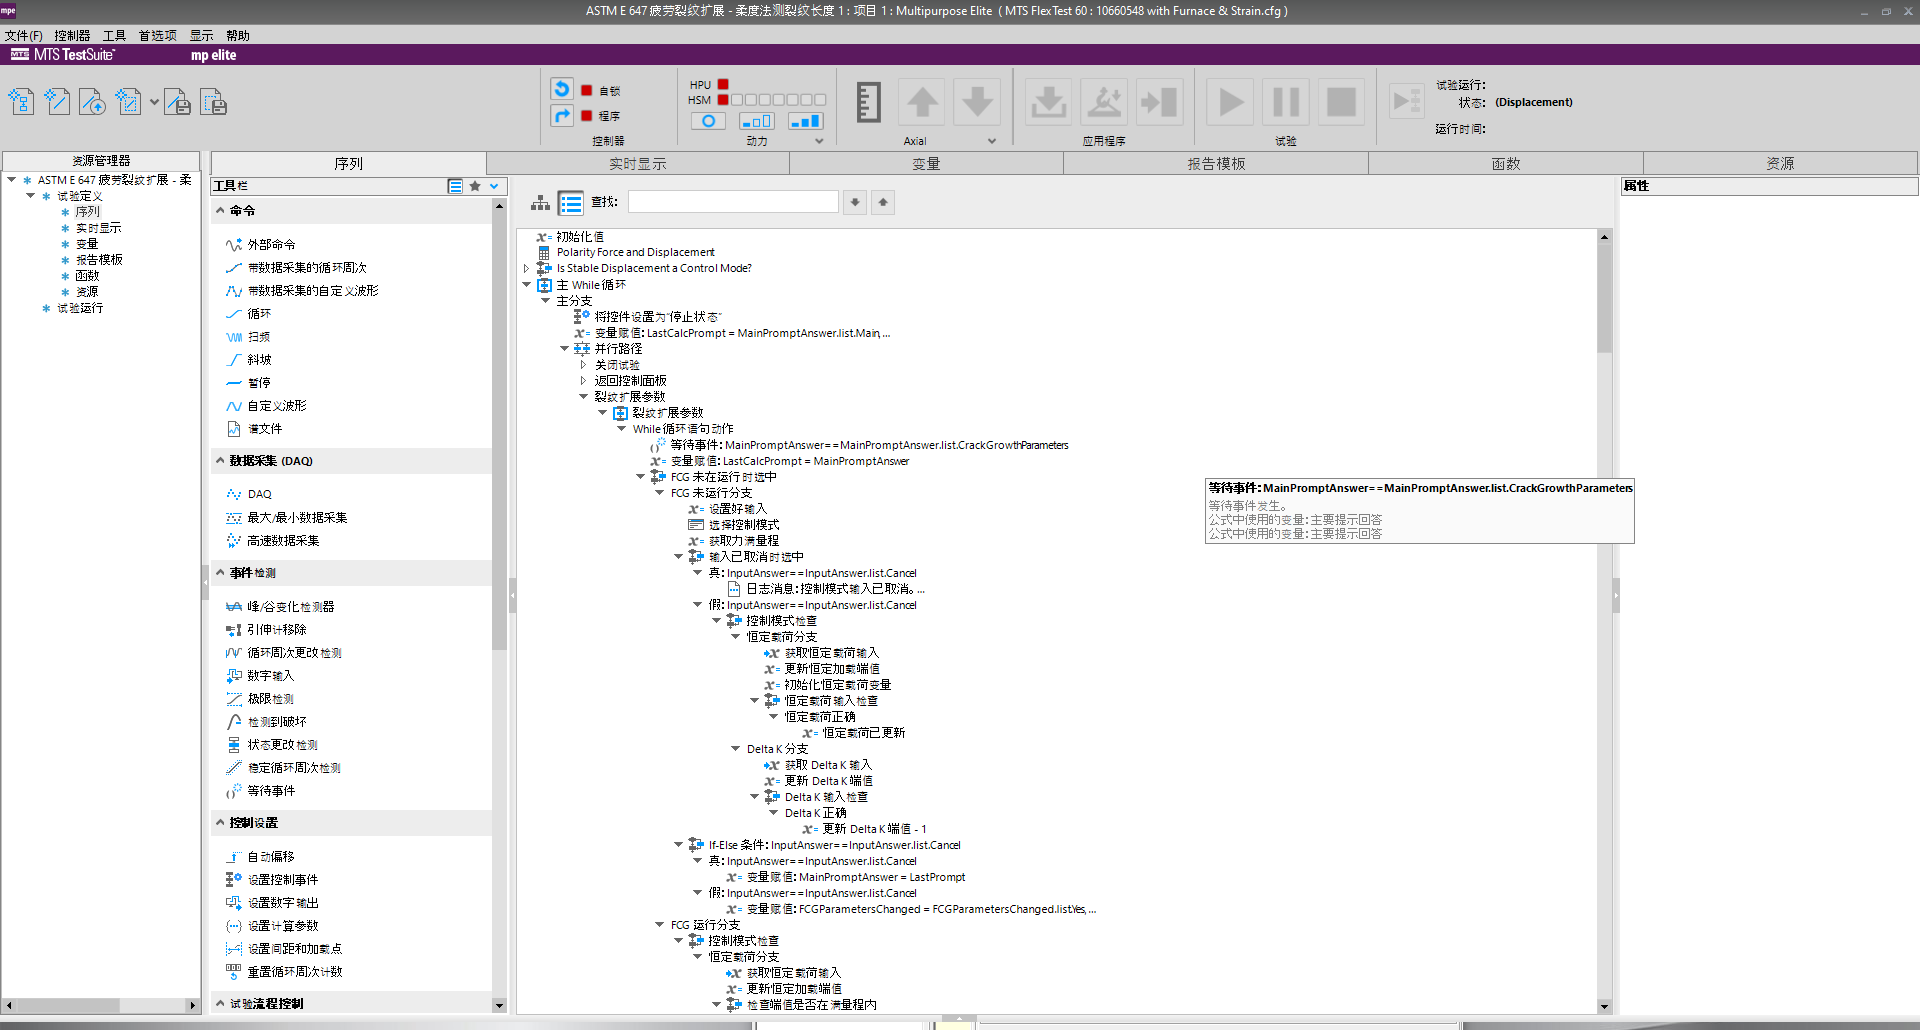 mpe
ASTM E 647 疲劳裂纹扩展 - 柔度法测裂纹长度 1 : 项目 1 : Multipurpose Elite ( MTS FlexTest 60 : 10660548 with Furnace & Strain.cfg )
文件(F) 控制器 工具 首选项 显示 帮助
MTS MTS TestSuite™ mp elite
自锁
程序
控制器
HPU
HSM
动力
Axial
应用程序
试验
试验运行:
状态: (Displacement)
运行时间:
资源管理器
序列
实时显示
变量
报告模板
函数
资源
ASTM E 647 疲劳裂纹扩展 - 柔
试验定义
序列
实时显示
变量
报告模板
函数
资源
试验运行
工具栏
命令
外部命令
带数据采集的循环周次
带数据采集的自定义波形
循环
扫频
斜坡
暂停
自定义波形
谱文件
数据采集 (DAQ)
DAQ
最大/最小数据采集
高速数据采集
事件检测
峰/谷变化检测器
引伸计移除
循环周次更改检测
数字输入
极限检测
检测到破坏
状态更改检测
稳定循环周次检测
等待事件
控制设置
自动偏移
设置控制事件
设置数字输出
设置计算参数
设置间距和加载点
重置循环周次计数
试验流程控制
查找:
初始化值
Polarity Force and Displacement
Is Stable Displacement a Control Mode?
主 While 循环
主分支
将控件设置为“停止状态”
变量赋值: LastCalcPrompt = MainPromptAnswer.list.Main, ...
并行路径
关闭试验
返回控制面板
裂纹扩展参数
裂纹扩展参数
While 循环语句动作
等待事件: MainPromptAnswer==MainPromptAnswer.list.CrackGrowthParameters
变量赋值: LastCalcPrompt = MainPromptAnswer
FCG 未在运行时选中
FCG 未运行分支
设置好输入
选择控制模式
获取力满量程
输入已取消时选中
真: InputAnswer==InputAnswer.list.Cancel
日志消息: 控制模式输入已取消。...
假: InputAnswer==InputAnswer.list.Cancel
控制模式检查
恒定载荷分支
获取恒定载荷输入
更新恒定加载端值
初始化恒定载荷变量
恒定载荷输入检查
恒定载荷正确
恒定载荷已更新
Delta K 分支
获取 Delta K 输入
更新 Delta K 端值
Delta K 输入检查
Delta K 正确
更新 Delta K 端值 - 1
If-Else 条件: InputAnswer==InputAnswer.list.Cancel
真: InputAnswer==InputAnswer.list.Cancel
变量赋值: MainPromptAnswer = LastPrompt
假: InputAnswer==InputAnswer.list.Cancel
变量赋值: FCGParametersChanged = FCGParametersChanged.list.Yes, ...
FCG 运行分支
控制模式检查
恒定载荷分支
获取恒定载荷输入
更新恒定加载端值
检查端值是否在满量程内
等待事件: MainPromptAnswer==MainPromptAnswer.list.CrackGrowthParameters
等待事件发生。
公式中使用的变量: 主要提示回答
公式中使用的变量: 主要提示回答
属性